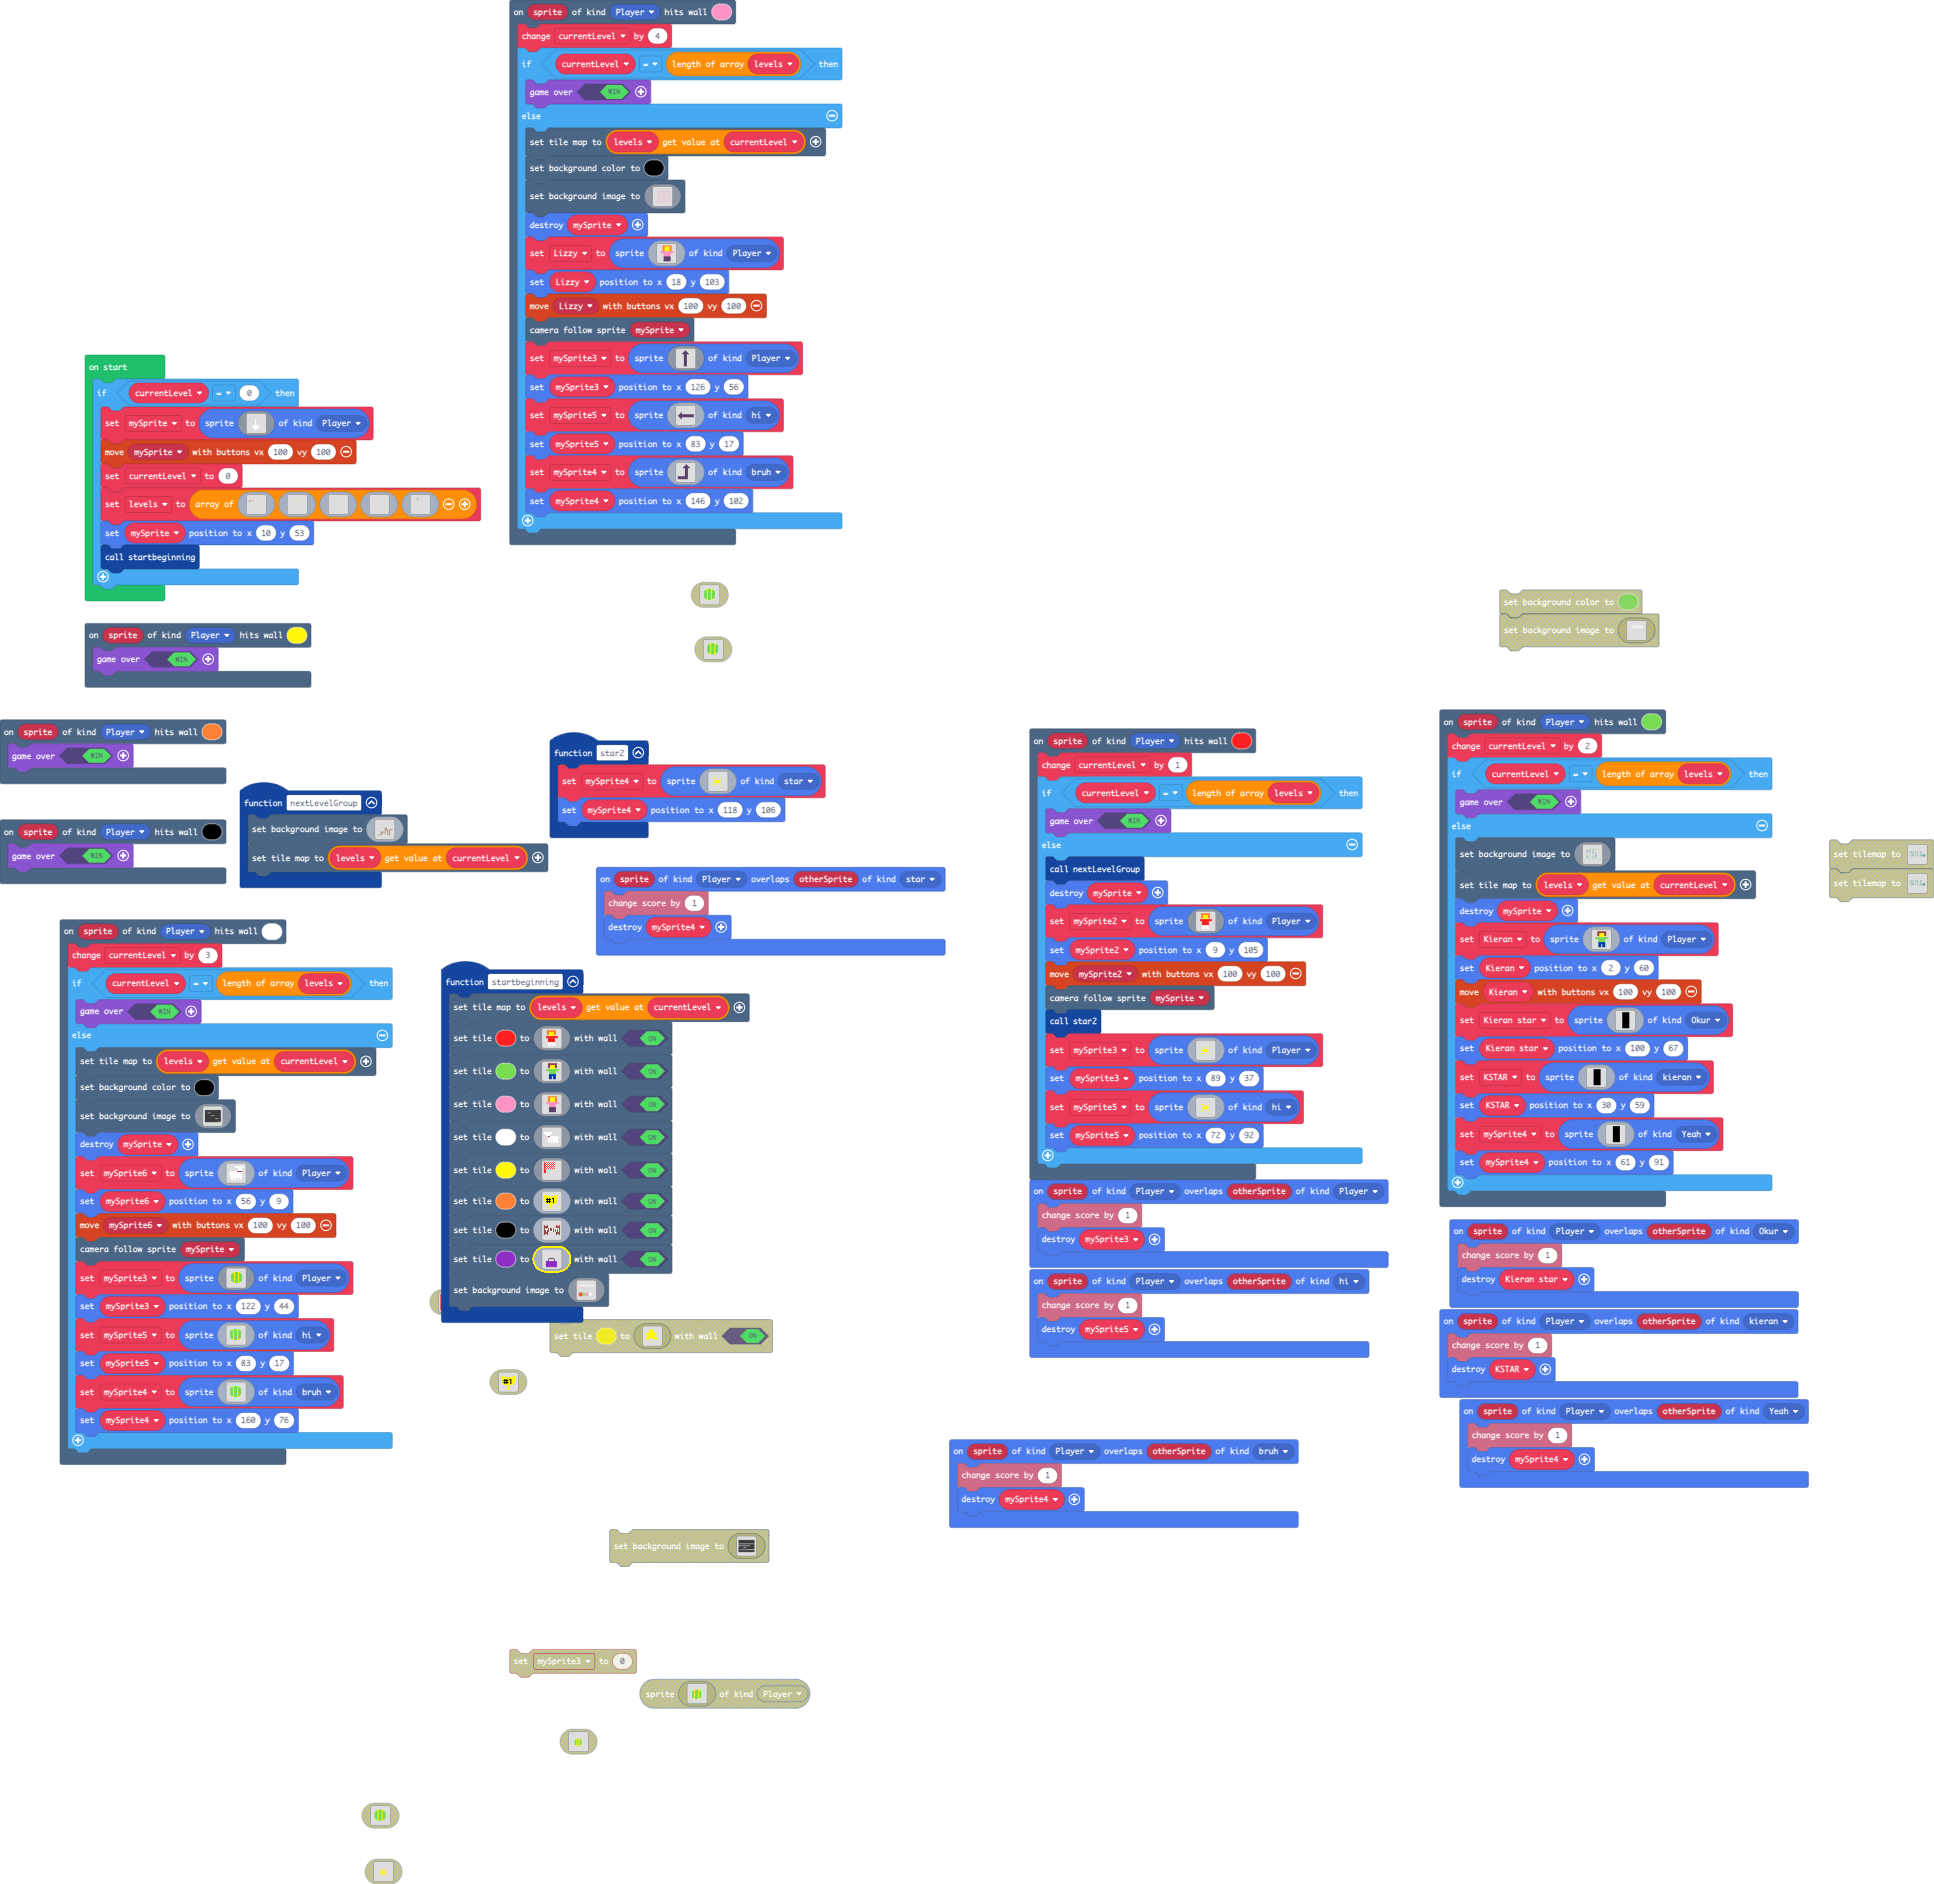 on sprite of kind Player hits wall
change currentLevel by 4
if currentLevel = length of array levels then
game over WIN
else
set tile map to levels get value at currentLevel
set background color to
set background image to
destroy mySprite
set Lizzy to sprite of kind Player
set Lizzy position to x 18 y 103
move Lizzy with buttons vx 100 vy 100
camera follow sprite mySprite
set mySprite3 to sprite of kind Player
set mySprite3 position to x 126 y 56
set mySprite5 to sprite of kind hi
set mySprite5 position to x 83 y 17
set mySprite4 to sprite of kind bruh
set mySprite4 position to x 146 y 102
on start
if currentLevel = 0 then
set mySprite to sprite of kind Player
move mySprite with buttons vx 100 vy 100
set currentLevel to 0
set levels to array of
set mySprite position to x 10 y 53
call startbeginning
on sprite of kind Player hits wall
game over WIN
on sprite of kind Player hits wall
game over WIN
on sprite of kind Player hits wall
game over WIN
function nextLevelGroup
set background image to
set tile map to levels get value at currentLevel
function star2
set mySprite4 to sprite of kind star
set mySprite4 position to x 118 y 106
on sprite of kind Player overlaps otherSprite of kind star
change score by 1
destroy mySprite4
on sprite of kind Player hits wall
change currentLevel by 3
if currentLevel = length of array levels then
game over WIN
else
set tile map to levels get value at currentLevel
set background color to
set background image to
destroy mySprite
set mySprite6 to sprite of kind Player
set mySprite6 position to x 56 y 9
move mySprite6 with buttons vx 100 vy 100
camera follow sprite mySprite
set mySprite3 to sprite of kind Player
set mySprite3 position to x 122 y 44
set mySprite5 to sprite of kind hi
set mySprite5 position to x 83 y 17
set mySprite4 to sprite of kind bruh
set mySprite4 position to x 160 y 76
function startbeginning
set tile map to levels get value at currentLevel
set tile to with wall ON
set tile to with wall ON
set tile to with wall ON
set tile to with wall ON
set tile to with wall ON
set tile to #1 with wall ON
set tile to with wall ON
set tile to with wall ON
set background image to
set tile to with wall ON
#1
set background image to
set mySprite3 to 0
sprite of kind Player
on sprite of kind Player hits wall
change currentLevel by 1
if currentLevel = length of array levels then
game over WIN
else
call nextLevelGroup
destroy mySprite
set mySprite2 to sprite of kind Player
set mySprite2 position to x 9 y 105
move mySprite2 with buttons vx 100 vy 100
camera follow sprite mySprite
call star2
set mySprite3 to sprite of kind Player
set mySprite3 position to x 89 y 37
set mySprite5 to sprite of kind hi
set mySprite5 position to x 72 y 92
on sprite of kind Player overlaps otherSprite of kind Player
change score by 1
destroy mySprite3
on sprite of kind Player overlaps otherSprite of kind hi
change score by 1
destroy mySprite5
on sprite of kind Player overlaps otherSprite of kind bruh
change score by 1
destroy mySprite4
set background color to
set background image to
on sprite of kind Player hits wall
change currentLevel by 2
if currentLevel = length of array levels then
game over WIN
else
set background image to
set tile map to levels get value at currentLevel
destroy mySprite
set Kieran to sprite of kind Player
set Kieran position to x 2 y 60
move Kieran with buttons vx 100 vy 100
set Kieran star to sprite of kind Okur
set Kieran star position to x 100 y 67
set KSTAR to sprite of kind kieran
set KSTAR position to x 30 y 59
set mySprite4 to sprite of kind Yeah
set mySprite4 position to x 61 y 91
on sprite of kind Player overlaps otherSprite of kind Okur
change score by 1
destroy Kieran star
on sprite of kind Player overlaps otherSprite of kind kieran
change score by 1
destroy KSTAR
on sprite of kind Player overlaps otherSprite of kind Yeah
change score by 1
destroy mySprite4
set tilemap to
set tilemap to